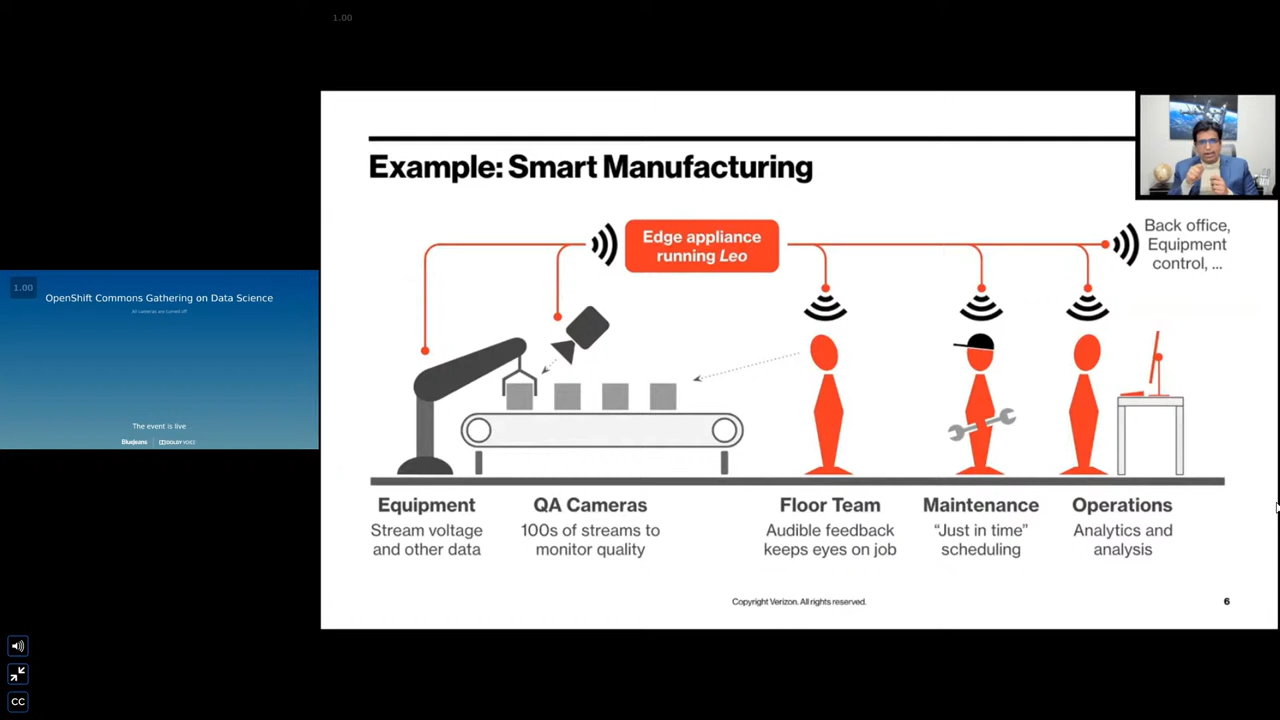 1.00
1.00
OpenShift Commons Gathering on Data Science
All cameras are turned off
The event is live
BlueJeans | DOLBY VOICE
Example: Smart Manufacturing
Edge appliance
running Leo
Back office,
Equipment
control, ...
Equipment
Stream voltage
and other data
QA Cameras
100s of streams to
monitor quality
Floor Team
Audible feedback
keeps eyes on job
Maintenance
“Just in time”
scheduling
Operations
Analytics and
analysis
Copyright Verizon. All rights reserved.
6
CC